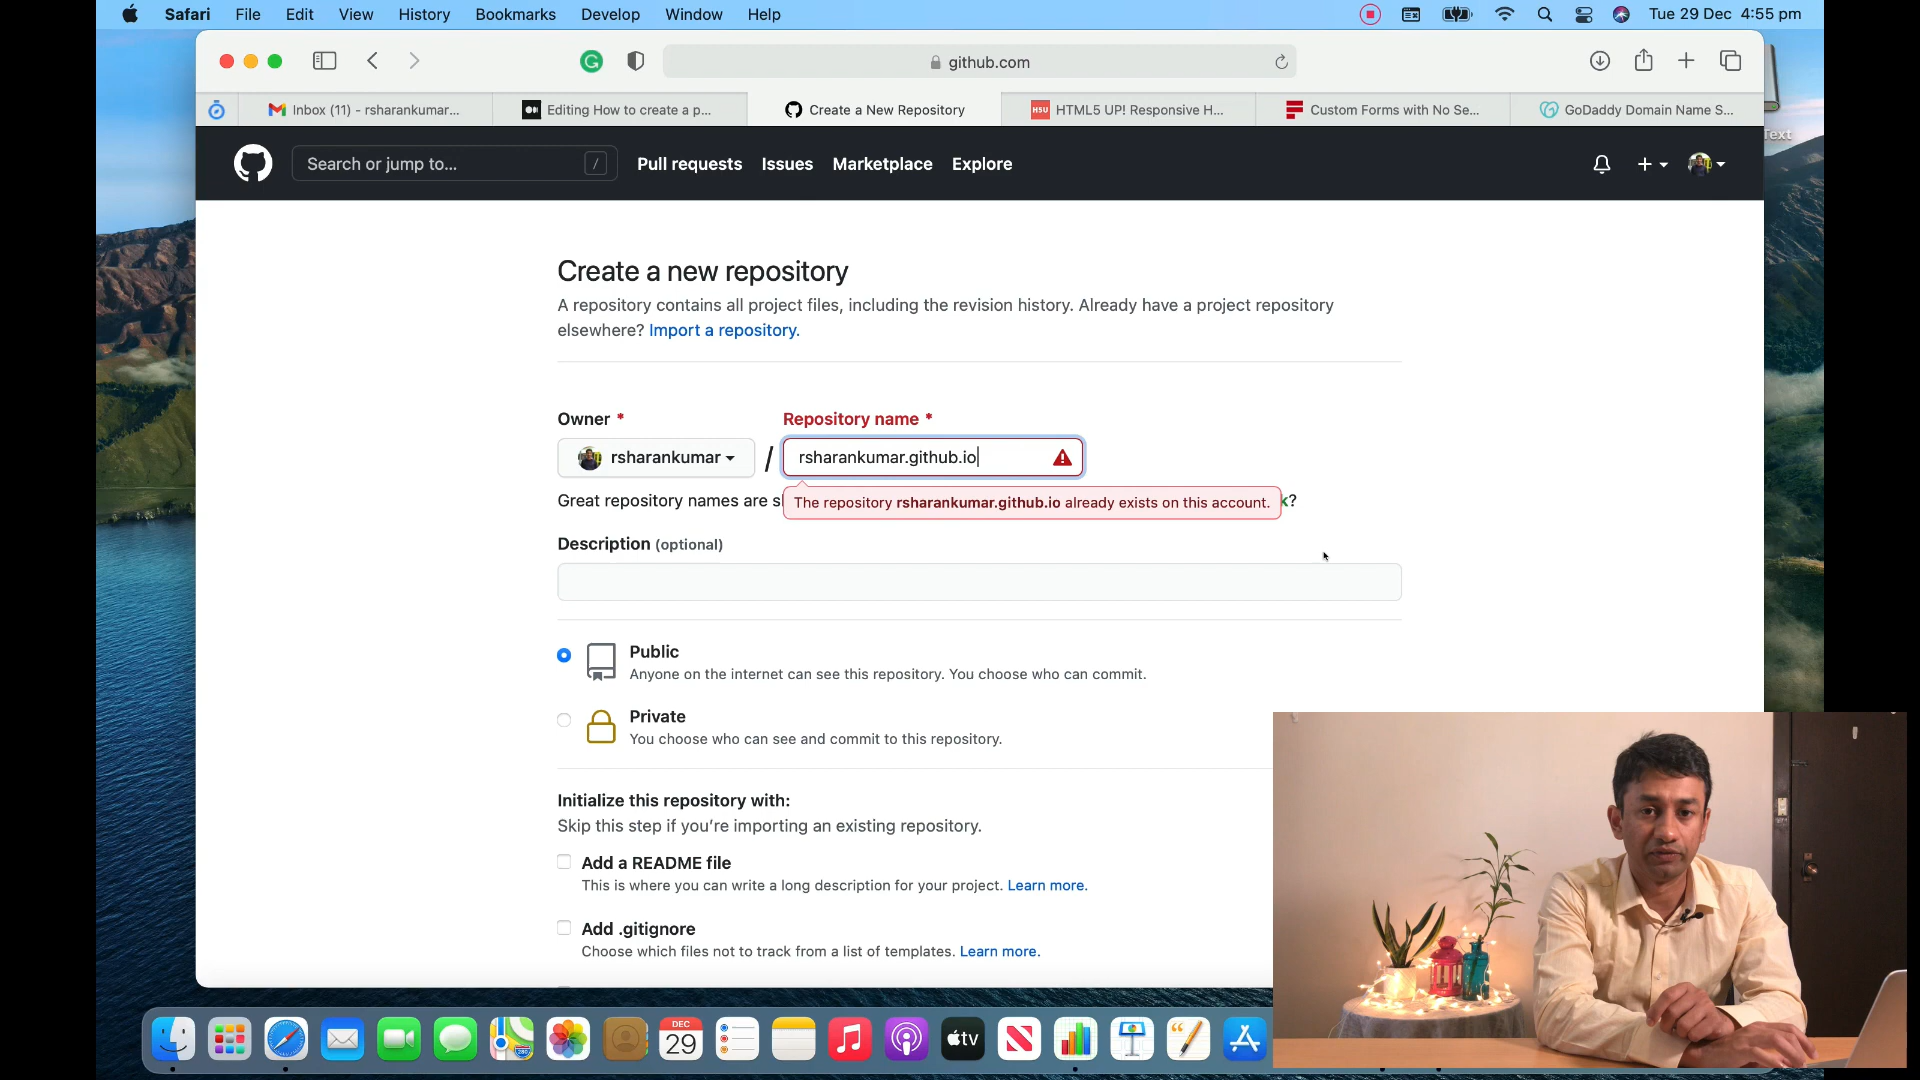 Safari File Edit View History Bookmarks Develop Window Help Tue 29 Dec 4:55 pm
github.com
Inbox (11) - rsharankumar... Editing How to create a p... Create a New Repository HTML5 UP! Responsive H... Custom Forms with No Se... GoDaddy Domain Name S...
Text
Search or jump to... / Pull requests Issues Marketplace Explore
Create a new repository
A repository contains all project files, including the revision history. Already have a project repository
elsewhere? Import a repository.
Owner * Repository name *
rsharankumar / rsharankumar.github.io
Great repository names are s
The repository rsharankumar.github.io already exists on this account.
k?
Description (optional)
Public
Anyone on the internet can see this repository. You choose who can commit.
Private
You choose who can see and commit to this repository.
Initialize this repository with:
Skip this step if you're importing an existing repository.
Add a README file
This is where you can write a long description for your project. Learn more.
Add .gitignore
Choose which files not to track from a list of templates. Learn more.
DEC
29
tv